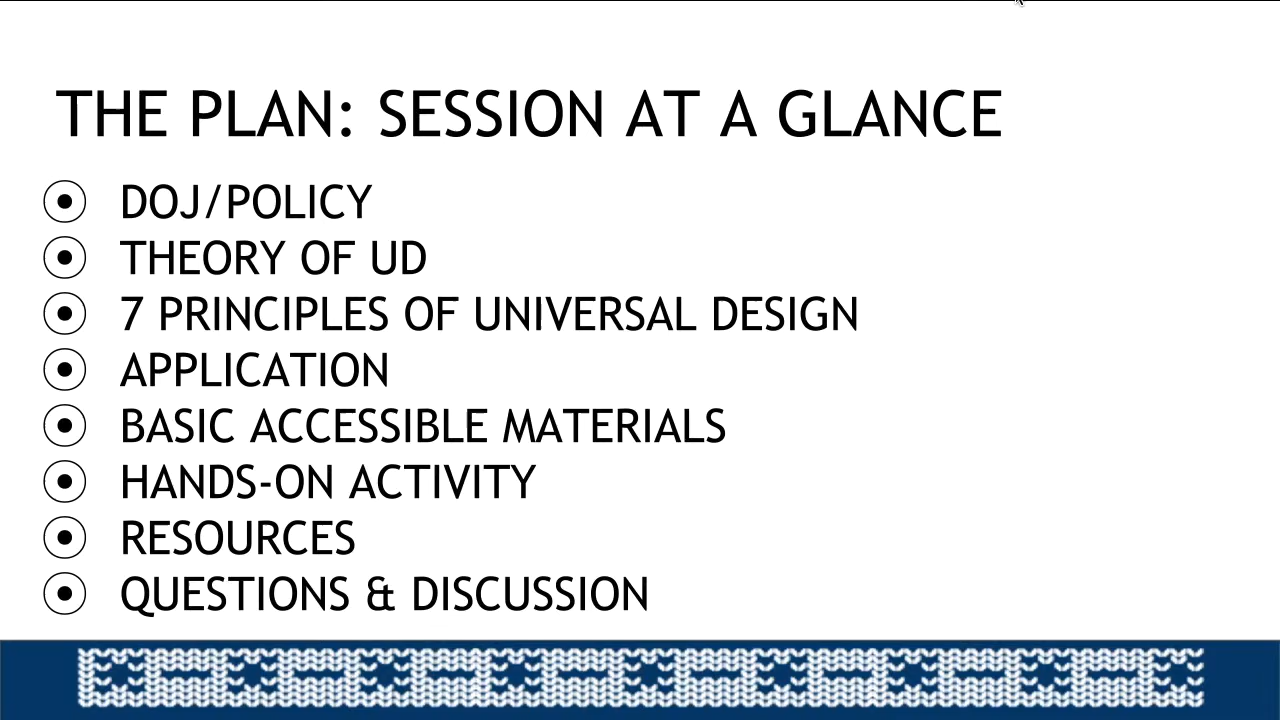 THE PLAN: SESSION AT A GLANCE
DOJ/POLICY
THEORY OF UD
7 PRINCIPLES OF UNIVERSAL DESIGN
APPLICATION
BASIC ACCESSIBLE MATERIALS
HANDS-ON ACTIVITY
RESOURCES
QUESTIONS & DISCUSSION